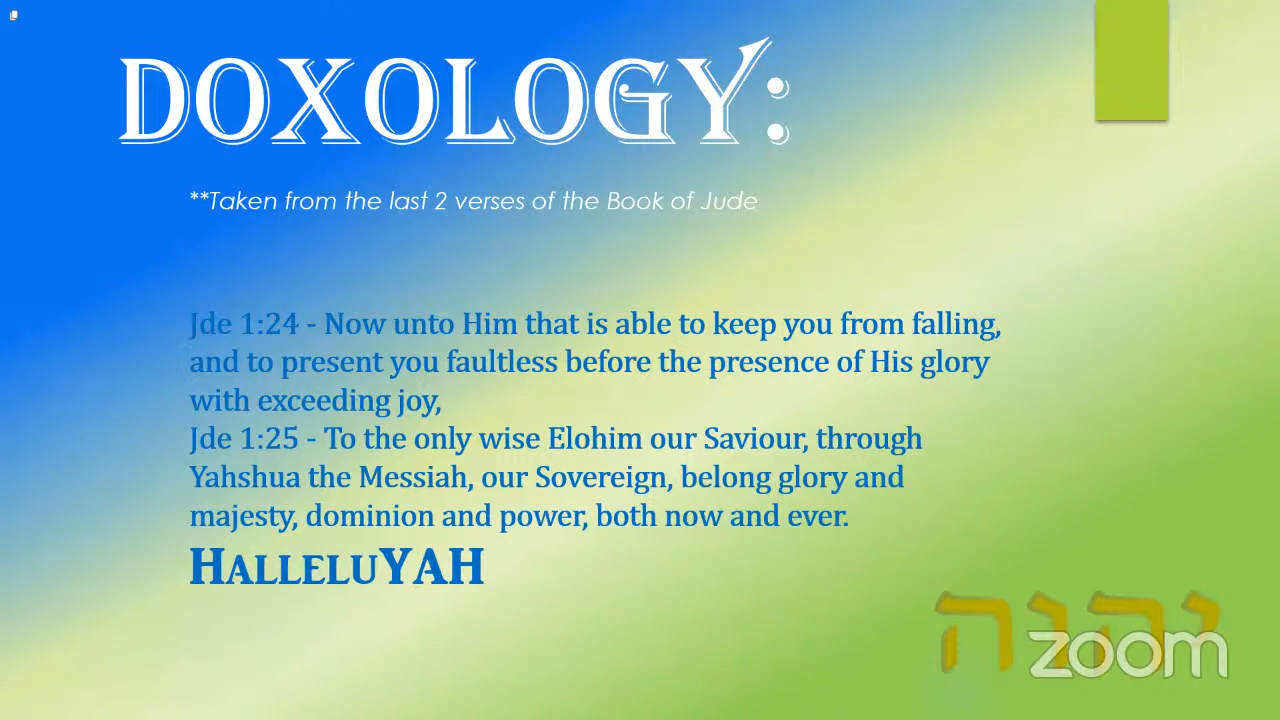 DOXOLOGY:
**Taken from the last 2 verses of the Book of Jude
Jde 1:24 - Now unto Him that is able to keep you from falling,
and to present you faultless before the presence of His glory
with exceeding joy,
Jde 1:25 - To the only wise Elohim our Saviour, through
Yahshua the Messiah, our Sovereign, belong glory and
majesty, dominion and power, both now and ever.
HALLELUYAH
יהוה
zoom